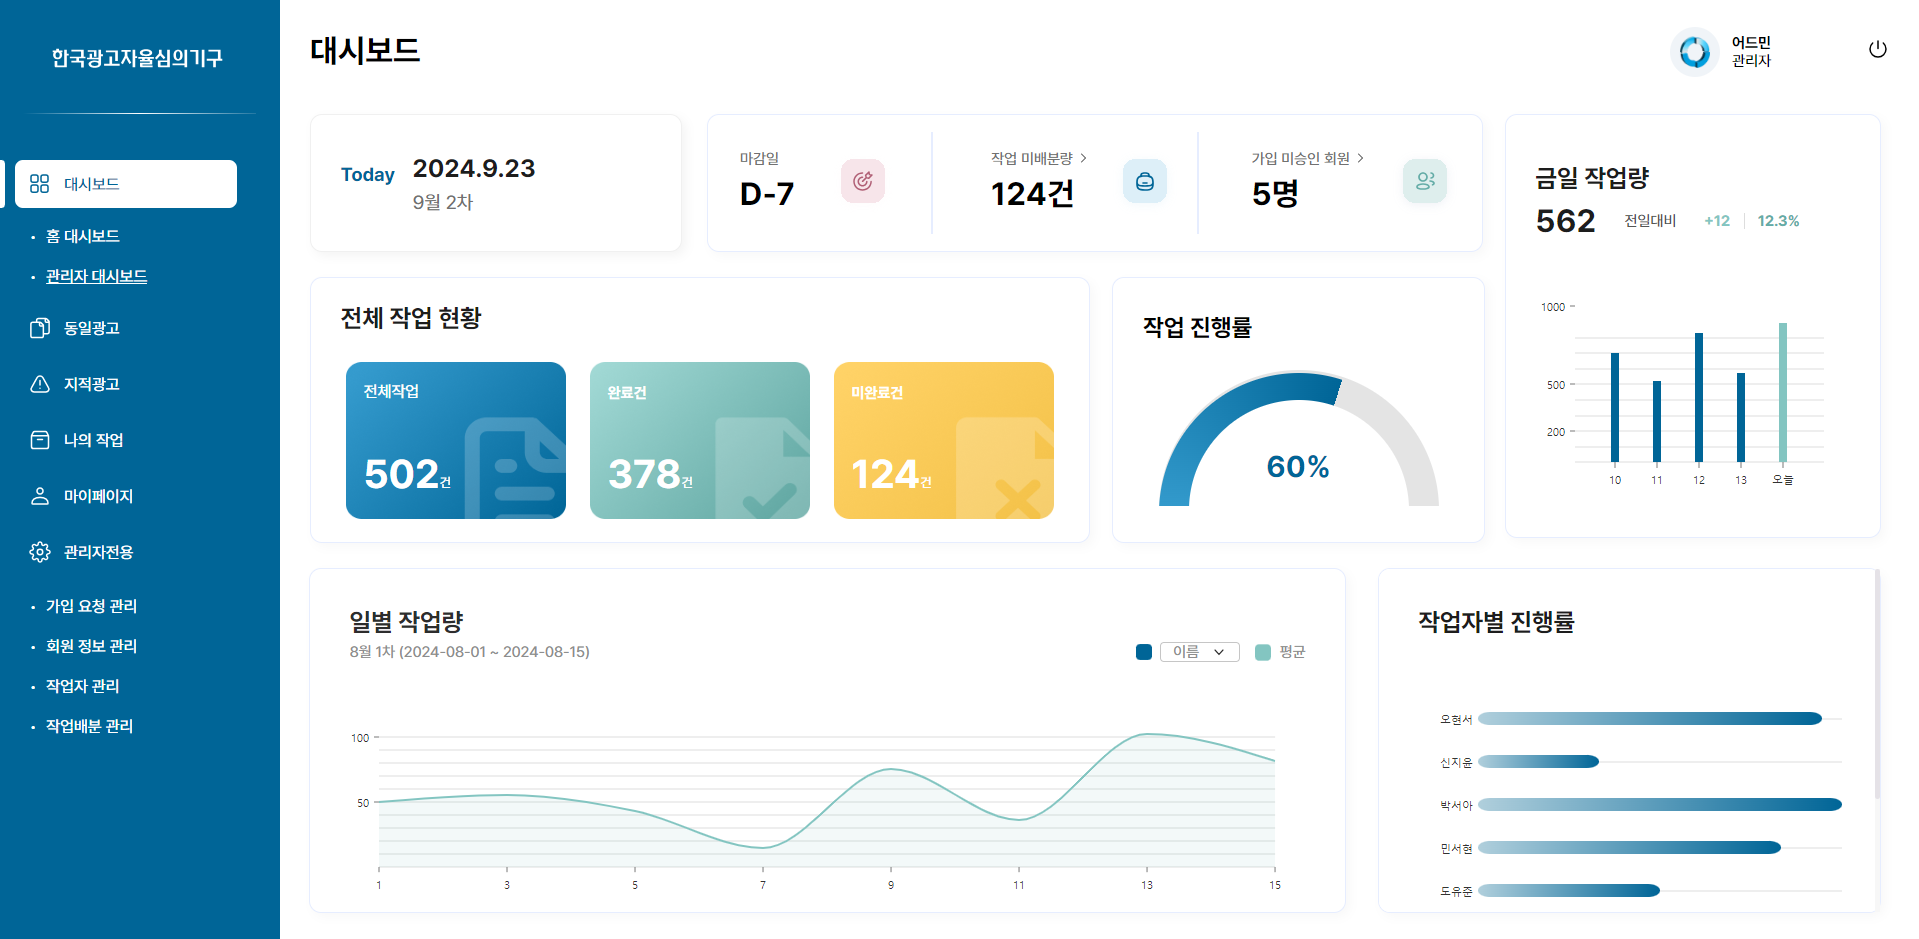 한국광고자율심의기구
대시보드
홈 대시보드
관리자 대시보드
동일광고
지적광고
나의 작업
마이페이지
관리자전용
가입 요청 관리
회원 정보 관리
작업자 관리
작업배분 관리
대시보드
어드민
관리자
Today
2024.9.23
9월 2차
마감일
D-7
작업 미배분량
124건
가입 미승인 회원
5명
금일 작업량
562 전일대비 +12 12.3%
1000
500
200
10 11 12 13 오늘
전체 작업 현황
전체작업
502건
완료건
378건
미완료건
124건
작업 진행률
60%
일별 작업량
8월 1차 (2024-08-01 ~ 2024-08-15)
이름 평균
100
50
1 3 5 7 9 11 13 15
작업자별 진행률
오현서
신지윤
박서아
민서현
도유준